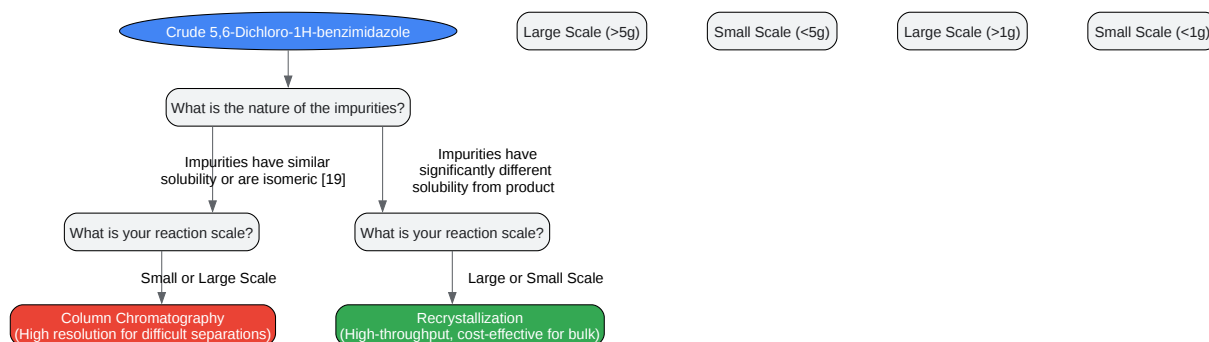 Crude 5,6-Dichloro-1H-benzimidazole
Large Scale (>5g)
Small Scale (<5g)
Large Scale (>1g)
Small Scale (<1g)
What is the nature of the impurities?
Impurities have similar
solubility or are isomeric [19]
Impurities have
significantly different
solubility from product
What is your reaction scale?
What is your reaction scale?
Small or Large Scale
Large or Small Scale
Column Chromatography
(High resolution for difficult separations)
Recrystallization
(High-throughput, cost-effective for bulk)